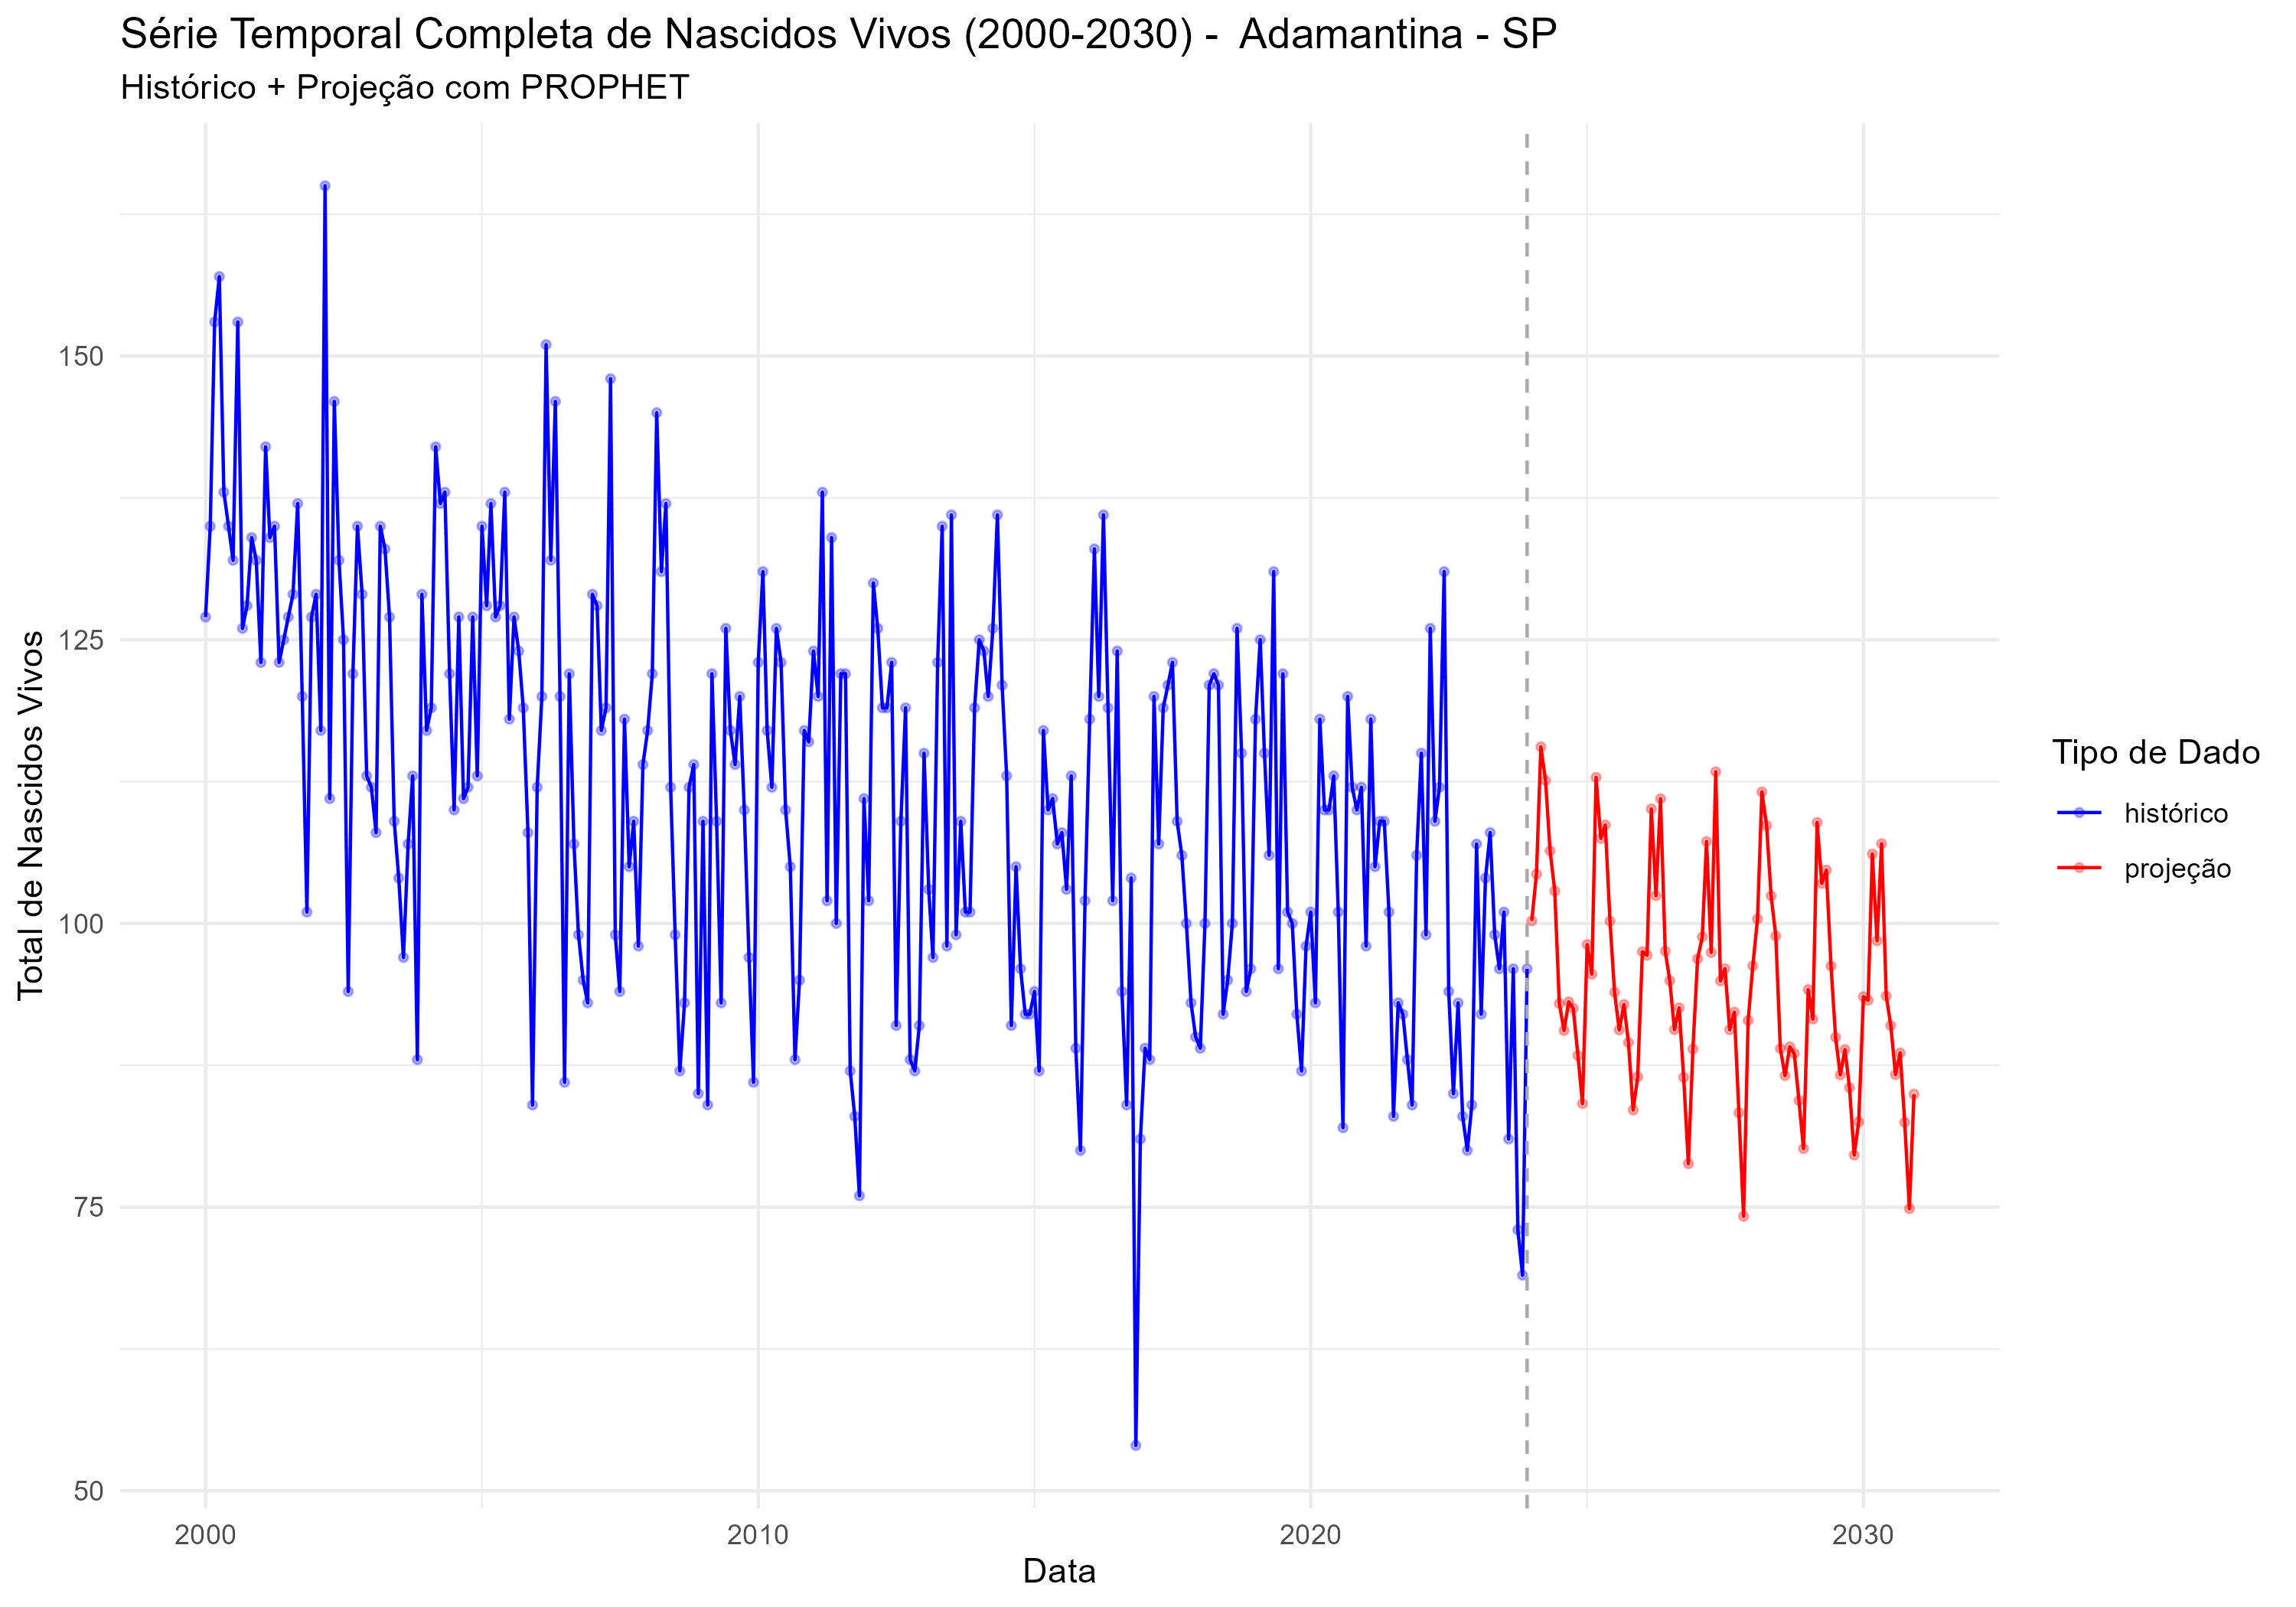 Série Temporal Completa de Nascidos Vivos (2000-2030) -  Adamantina - SP
Histórico + Projeção com PROPHET
Total de Nascidos Vivos
150
125
100
75
50
2000
2010
2020
2030
Data
Tipo de Dado
histórico
projeção